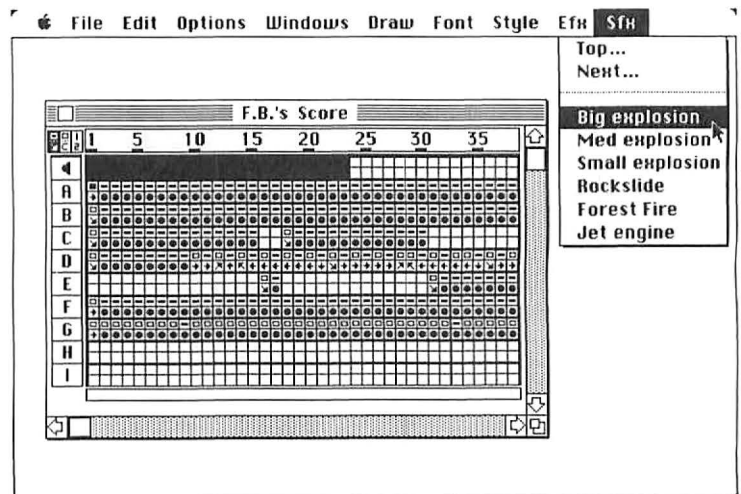 File Edit Options Windows Draw Font Style Efx Sfx
Top...
Next...
Big explosion
Med explosion
Small explosion
Rockslide
Forest Fire
Jet engine
F.B.'s Score
1 5 10 15 20 25 30 35
A
B
C
D
E
F
G
H
I